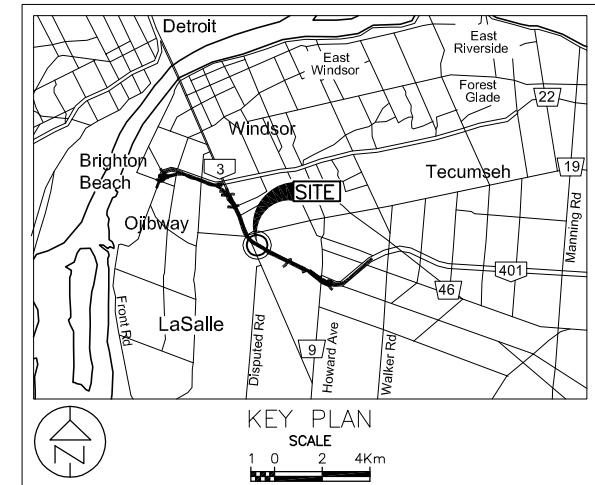 Detroit
East
Riverside
East
Windsor
Forest
Glade
22
Windsor
Brighton
Beach
3
Tecumseh
19
SITE
Manning Rd
Ojibway
401
46
Front Rd
LaSalle
Disputed Rd
9
Howard Ave
Walker Rd
N
KEY PLAN
SCALE
1 0 2 4Km